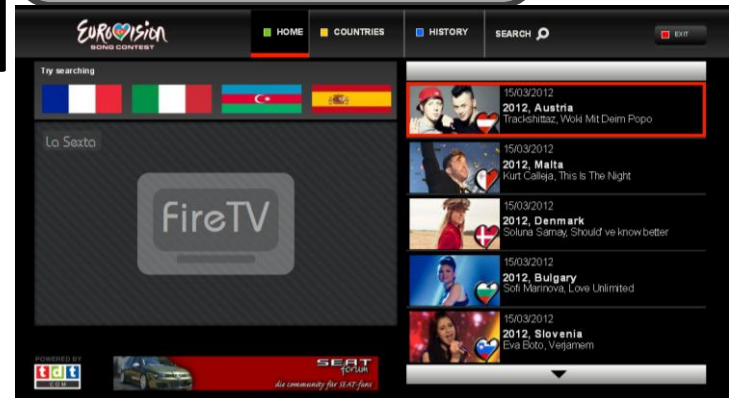 EUROVISION
SONG CONTEST
HOME
COUNTRIES
HISTORY
SEARCH
EXIT
Try searching
La Sexta
FireTV
15/03/2012
2012, Austria
Trackshittaz, Woki Mit Deim Popo
15/03/2012
2012, Malta
Kurt Calleja, This Is The Night
15/03/2012
2012, Denmark
Soluna Samay, Should've know better
15/03/2012
2012, Bulgary
Sofi Marinova, Love Unlimited
15/03/2012
2012, Slovenia
Eva Boto, Verjamem
POWERED BY
tdt
COM
SEAT
forum
die community für SEAT-fans